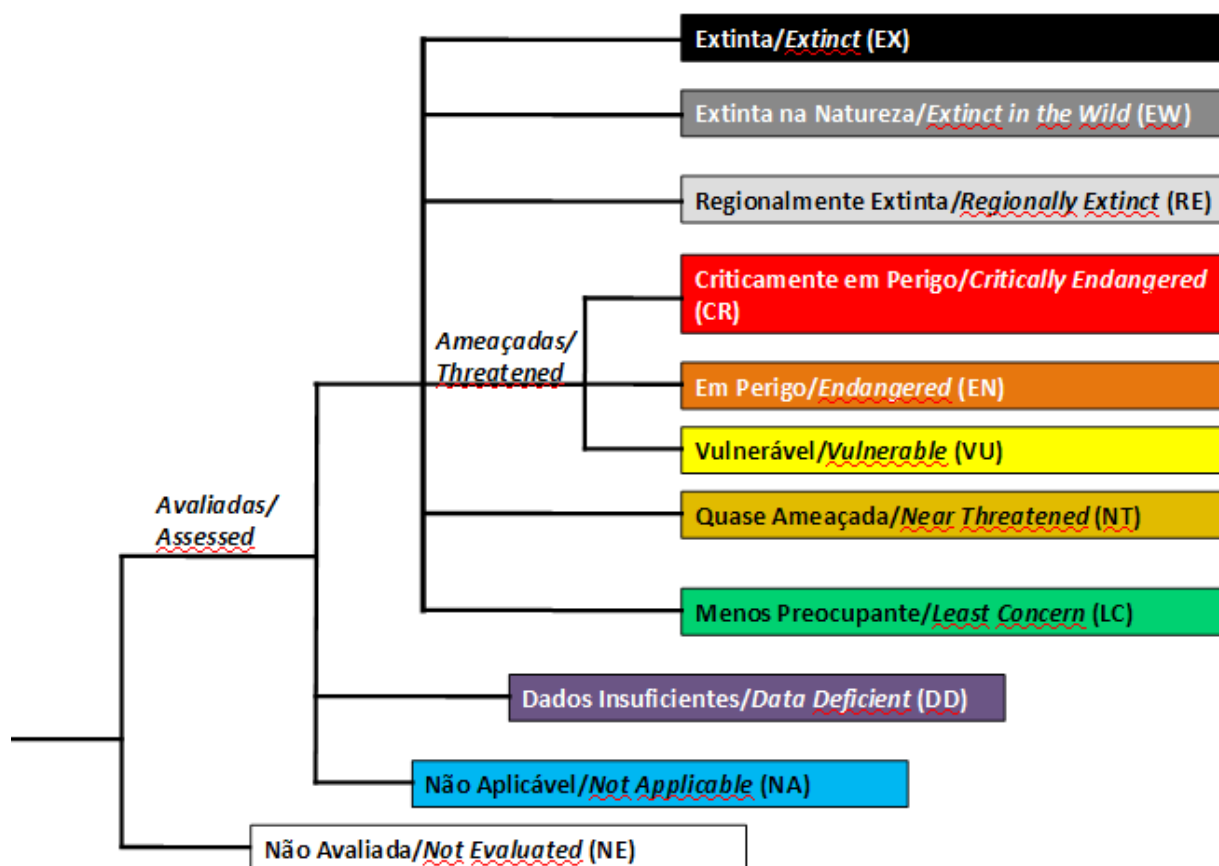 Extinta/Extinct (EX)
Extinta na Natureza/Extinct in the Wild (EW)
Regionalmente Extinta/Regionally Extinct (RE)
Criticamente em Perigo/Critically Endangered
(CR)
Ameaçadas/
Threatened
Em Perigo/Endangered (EN)
Vulnerável/Vulnerable (VU)
Avaliadas/
Assessed
Quase Ameaçada/Near Threatened (NT)
Menos Preocupante/Least Concern (LC)
Dados Insuficientes/Data Deficient (DD)
Não Aplicável/Not Applicable (NA)
Não Avaliada/Not Evaluated (NE)